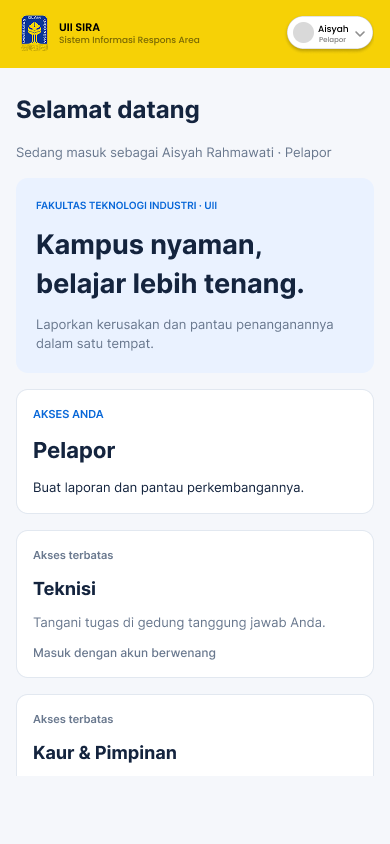 UII SIRA
Sistem Informasi Respons Area
Aisyah
Pelapor
Selamat datang
Sedang masuk sebagai Aisyah Rahmawati · Pelapor
FAKULTAS TEKNOLOGI INDUSTRI · UII
Kampus nyaman,
belajar lebih tenang.
Laporkan kerusakan dan pantau penanganannya
dalam satu tempat.
AKSES ANDA
Pelapor
Buat laporan dan pantau perkembangannya.
Akses terbatas
Teknisi
Tangani tugas di gedung tanggung jawab Anda.
Masuk dengan akun berwenang
Akses terbatas
Kaur & Pimpinan